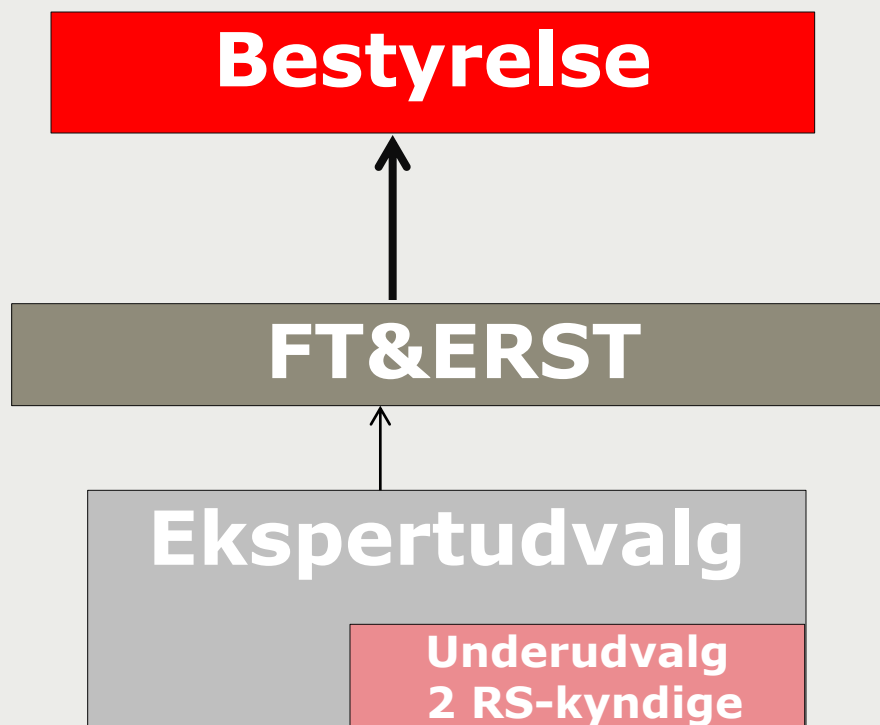 Bestyrelse
FT&ERST
Ekspertudvalg
Underudvalg
2 RS-kyndige